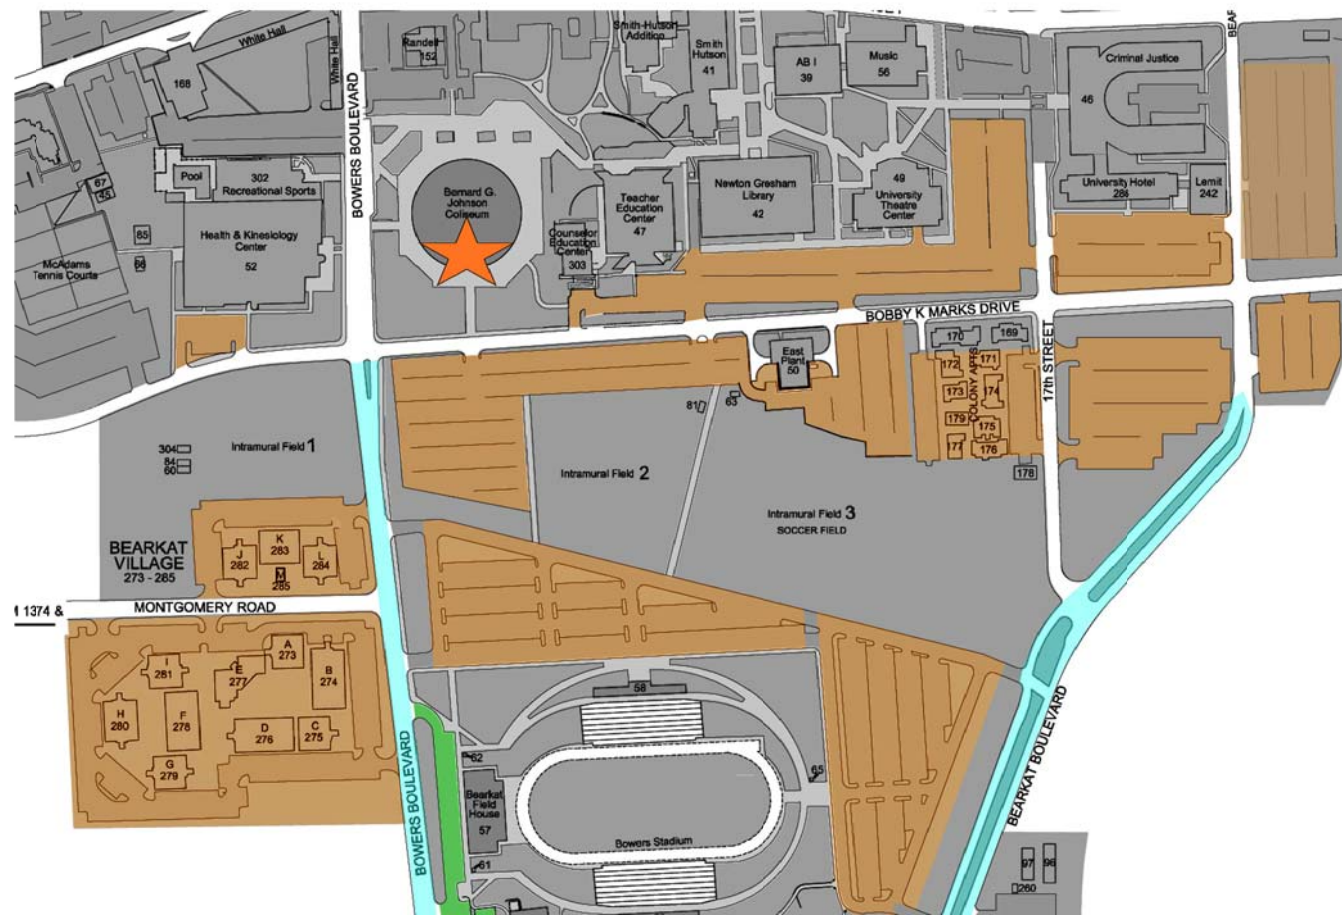 White Hall
White Hall
168
Randell
152
Smith-Hutson
Addition
Smith
Hutson
41
AB I
39
Music
56
Criminal Justice
46
BOWERS BOULEVARD
Pool
302
Recreational Sports
67
45
85
66
McAdams
Tennis Courts
Health & Kinesiology
Center
52
Bernard G.
Johnson
Coliseum
Counselor
Education
Center
303
Teacher
Education
Center
47
Newton Gresham
Library
42
49
University
Theatre
Center
University Hotel
Lemit
242
BOBBY K MARKS DRIVE
17th STREET
East
Plant
50
170
169
172
171
173
174
179
175
177
176
178
COLONY APTS
81
63
304
84
60
Intramural Field 1
Intramural Field 2
Intramural Field 3
SOCCER FIELD
BEARKAT
VILLAGE
273 - 285
J
282
K
283
L
284
M
285
1374 &
MONTGOMERY ROAD
A
273
B
274
I
281
E
277
H
280
F
278
D
276
C
275
G
279
BOWERS BOULEVARD
BEARKAT BOULEVARD
58
62
65
Bearkat
Field
House
57
61
Bowers Stadium
97
96
260